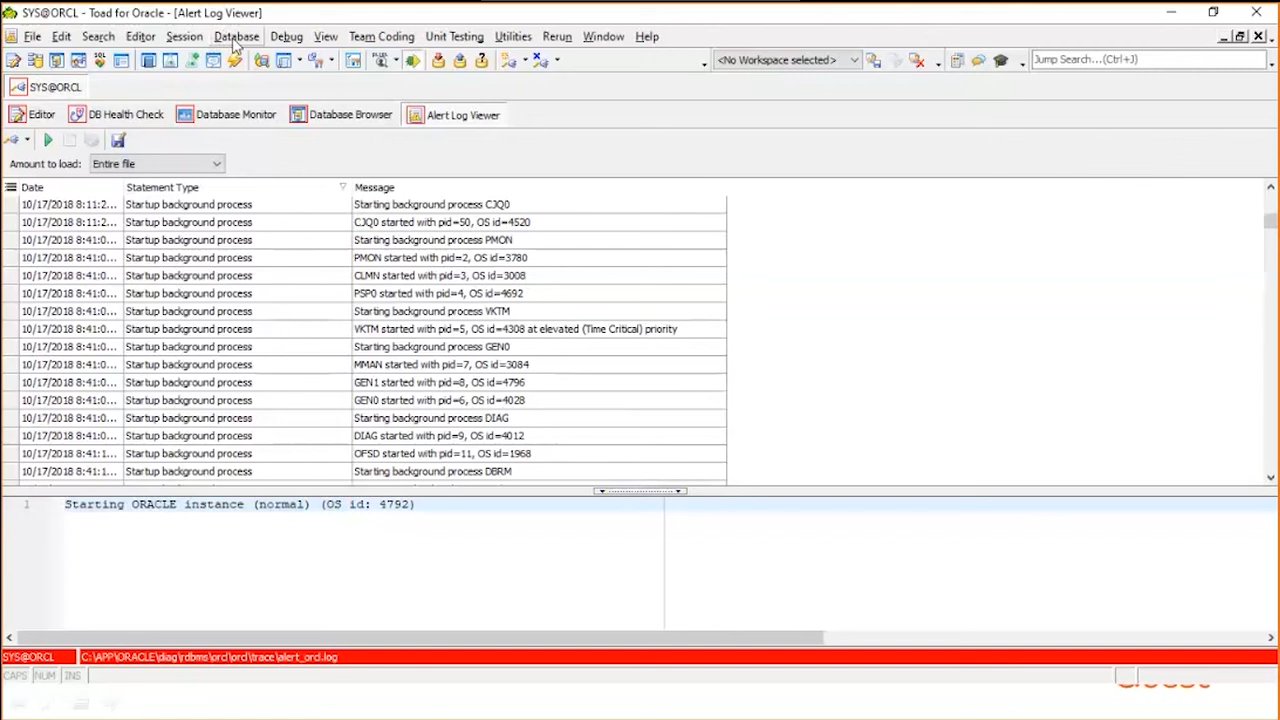 SYS@ORCL - Toad for Oracle - [Alert Log Viewer]
File Edit Search Editor Session Database Debug View Team Coding Unit Testing Utilities Rerun Window Help
SQL <No Workspace selected> Jump Search...(Ctrl+J)
SYS@ORCL
Editor DB Health Check Database Monitor Database Browser Alert Log Viewer
Amount to load: Entire file
Date Statement Type Message
10/17/2018 8:11:2... Startup background process Starting background process CJQ0
10/17/2018 8:11:2... Startup background process CJQ0 started with pid=50, OS id=4520
10/17/2018 8:41:0... Startup background process Starting background process PMON
10/17/2018 8:41:0... Startup background process PMON started with pid=2, OS id=3780
10/17/2018 8:41:0... Startup background process CLMN started with pid=3, OS id=3008
10/17/2018 8:41:0... Startup background process PSP0 started with pid=4, OS id=4692
10/17/2018 8:41:0... Startup background process Starting background process VKTM
10/17/2018 8:41:0... Startup background process VKTM started with pid=5, OS id=4308 at elevated (Time Critical) priority
10/17/2018 8:41:0... Startup background process Starting background process GEN0
10/17/2018 8:41:0... Startup background process MMAN started with pid=7, OS id=3084
10/17/2018 8:41:0... Startup background process GEN1 started with pid=8, OS id=4796
10/17/2018 8:41:0... Startup background process GEN0 started with pid=6, OS id=4028
10/17/2018 8:41:0... Startup background process Starting background process DIAG
10/17/2018 8:41:0... Startup background process DIAG started with pid=9, OS id=4012
10/17/2018 8:41:1... Startup background process OFSD started with pid=11, OS id=1968
10/17/2018 8:41:1... Startup background process Starting background process DBRM
1 Starting ORACLE instance (normal) (OS id: 4792)
SYS@ORCL C:\APP\ORACLE\diag\rdbms\orcl\orcl\trace\alert_orcl.log
CAPS NUM INS